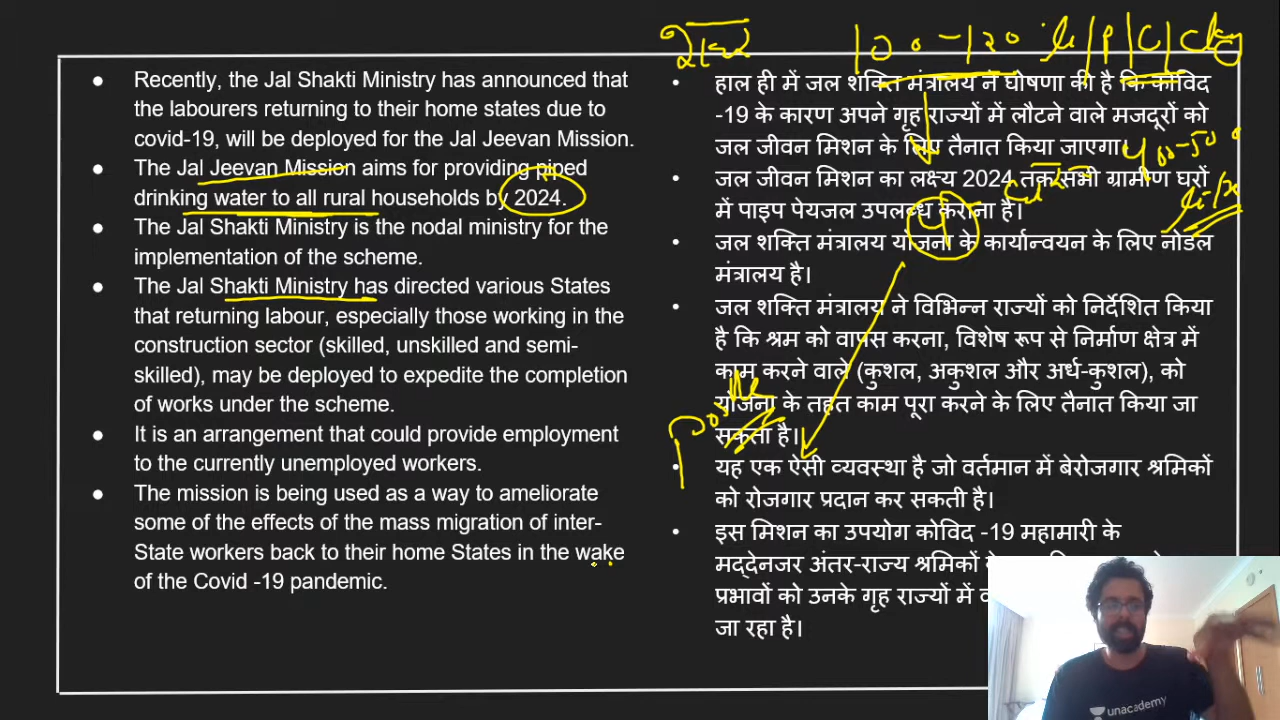 शहर 100-120 li/P/C/day
Recently, the Jal Shakti Ministry has announced that
the labourers returning to their home states due to
covid-19, will be deployed for the Jal Jeevan Mission.
The Jal Jeevan Mission aims for providing piped
drinking water to all rural households by 2024.
The Jal Shakti Ministry is the nodal ministry for the
implementation of the scheme.
The Jal Shakti Ministry has directed various States
that returning labour, especially those working in the
construction sector (skilled, unskilled and semi-
skilled), may be deployed to expedite the completion
of works under the scheme.
It is an arrangement that could provide employment
to the currently unemployed workers.
The mission is being used as a way to ameliorate
some of the effects of the mass migration of inter-
State workers back to their home States in the wake
of the Covid -19 pandemic.
हाल ही में जल शक्ति मंत्रालय ने घोषणा की है कि कोविद
-19 के कारण अपने गृह राज्यों में लौटने वाले मजदूरों को
जल जीवन मिशन के लिए तैनात किया जाएगा।
400-500
जल जीवन मिशन का लक्ष्य 2024 तक सभी ग्रामीण घरों
में पाइप पेयजल उपलब्ध कराना है।
जल शक्ति मंत्रालय योजना के कार्यान्वयन के लिए नोडल
मंत्रालय है।
जल शक्ति मंत्रालय ने विभिन्न राज्यों को निर्देशित किया
है कि श्रम को वापस करना, विशेष रूप से निर्माण क्षेत्र में
काम करने वाले (कुशल, अकुशल और अर्ध-कुशल), को
योजना के तहत काम पूरा करने के लिए तैनात किया जा
सकता है।
यह एक ऐसी व्यवस्था है जो वर्तमान में बेरोजगार श्रमिकों
को रोजगार प्रदान कर सकती है।
इस मिशन का उपयोग कोविद -19 महामारी के
मद्देनजर अंतर-राज्य श्रमिकों
प्रभावों को उनके गृह राज्यों में
जा रहा है।
unacademy